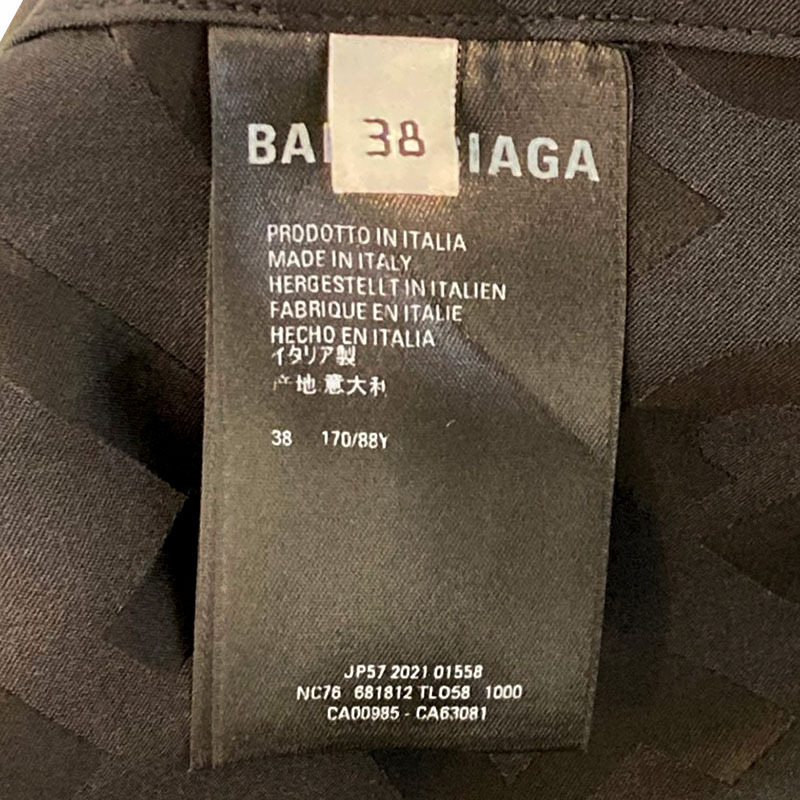 38
PRODOTTO IN ITALIA
MADE IN ITALY
HERGESTELLT IN ITALIEN
FABRIQUE EN ITALIE
HECHO EN ITALIA
イタリア製
产地 意大利
38 170/88Y
JP57 2021 01558
NC76 681812 TLO58 1000
CA00985 - CA63081